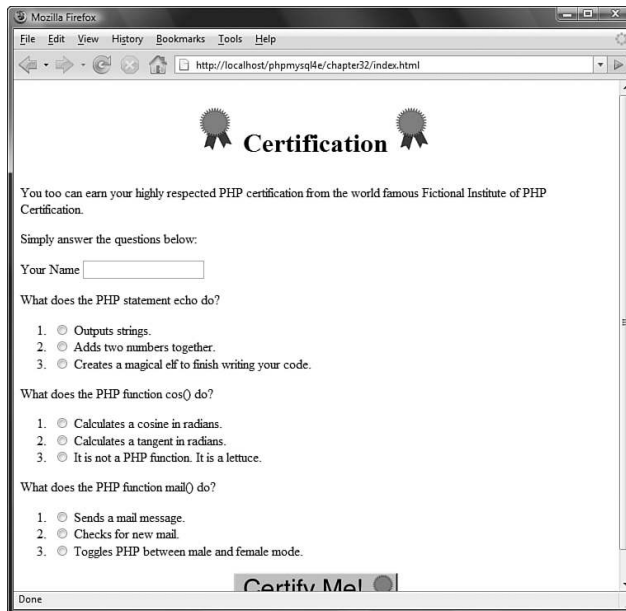 Mozilla Firefox
File Edit View History Bookmarks Tools Help
http://localhost/phpmysql4e/chapter32/index.html
Certification
You too can earn your highly respected PHP certification from the world famous Fictional Institute of PHP
Certification.
Simply answer the questions below:
Your Name
What does the PHP statement echo do?
1. Outputs strings.
2. Adds two numbers together.
3. Creates a magical elf to finish writing your code.
What does the PHP function cos() do?
1. Calculates a cosine in radians.
2. Calculates a tangent in radians.
3. It is not a PHP function. It is a lettuce.
What does the PHP function mail() do?
1. Sends a mail message.
2. Checks for new mail.
3. Toggles PHP between male and female mode.
Certify Me!
Done